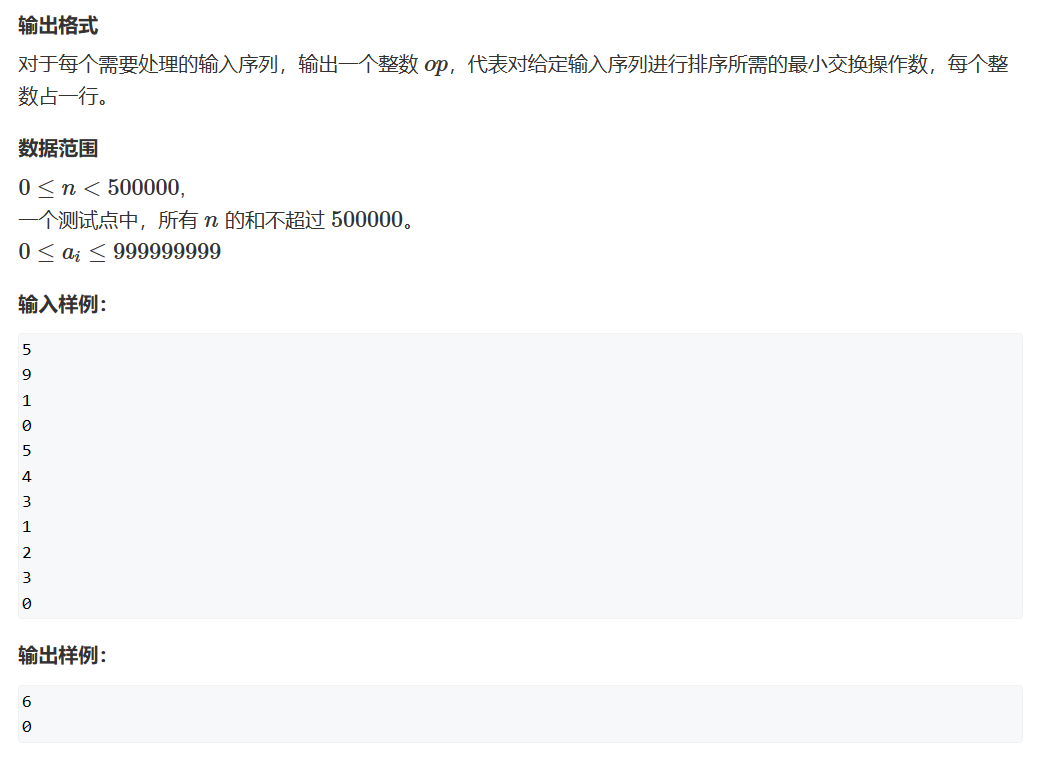 输出格式
对于每个需要处理的输入序列，输出一个整数 op，代表对给定输入序列进行排序所需的最小交换操作数，每个整
数占一行。
数据范围
0 ≤ n < 500000,
一个测试点中，所有 n 的和不超过 500000。
0 ≤ aᵢ ≤ 999999999
输入样例：
5
9
1
0
5
4
3
1
2
3
0
输出样例：
6
0